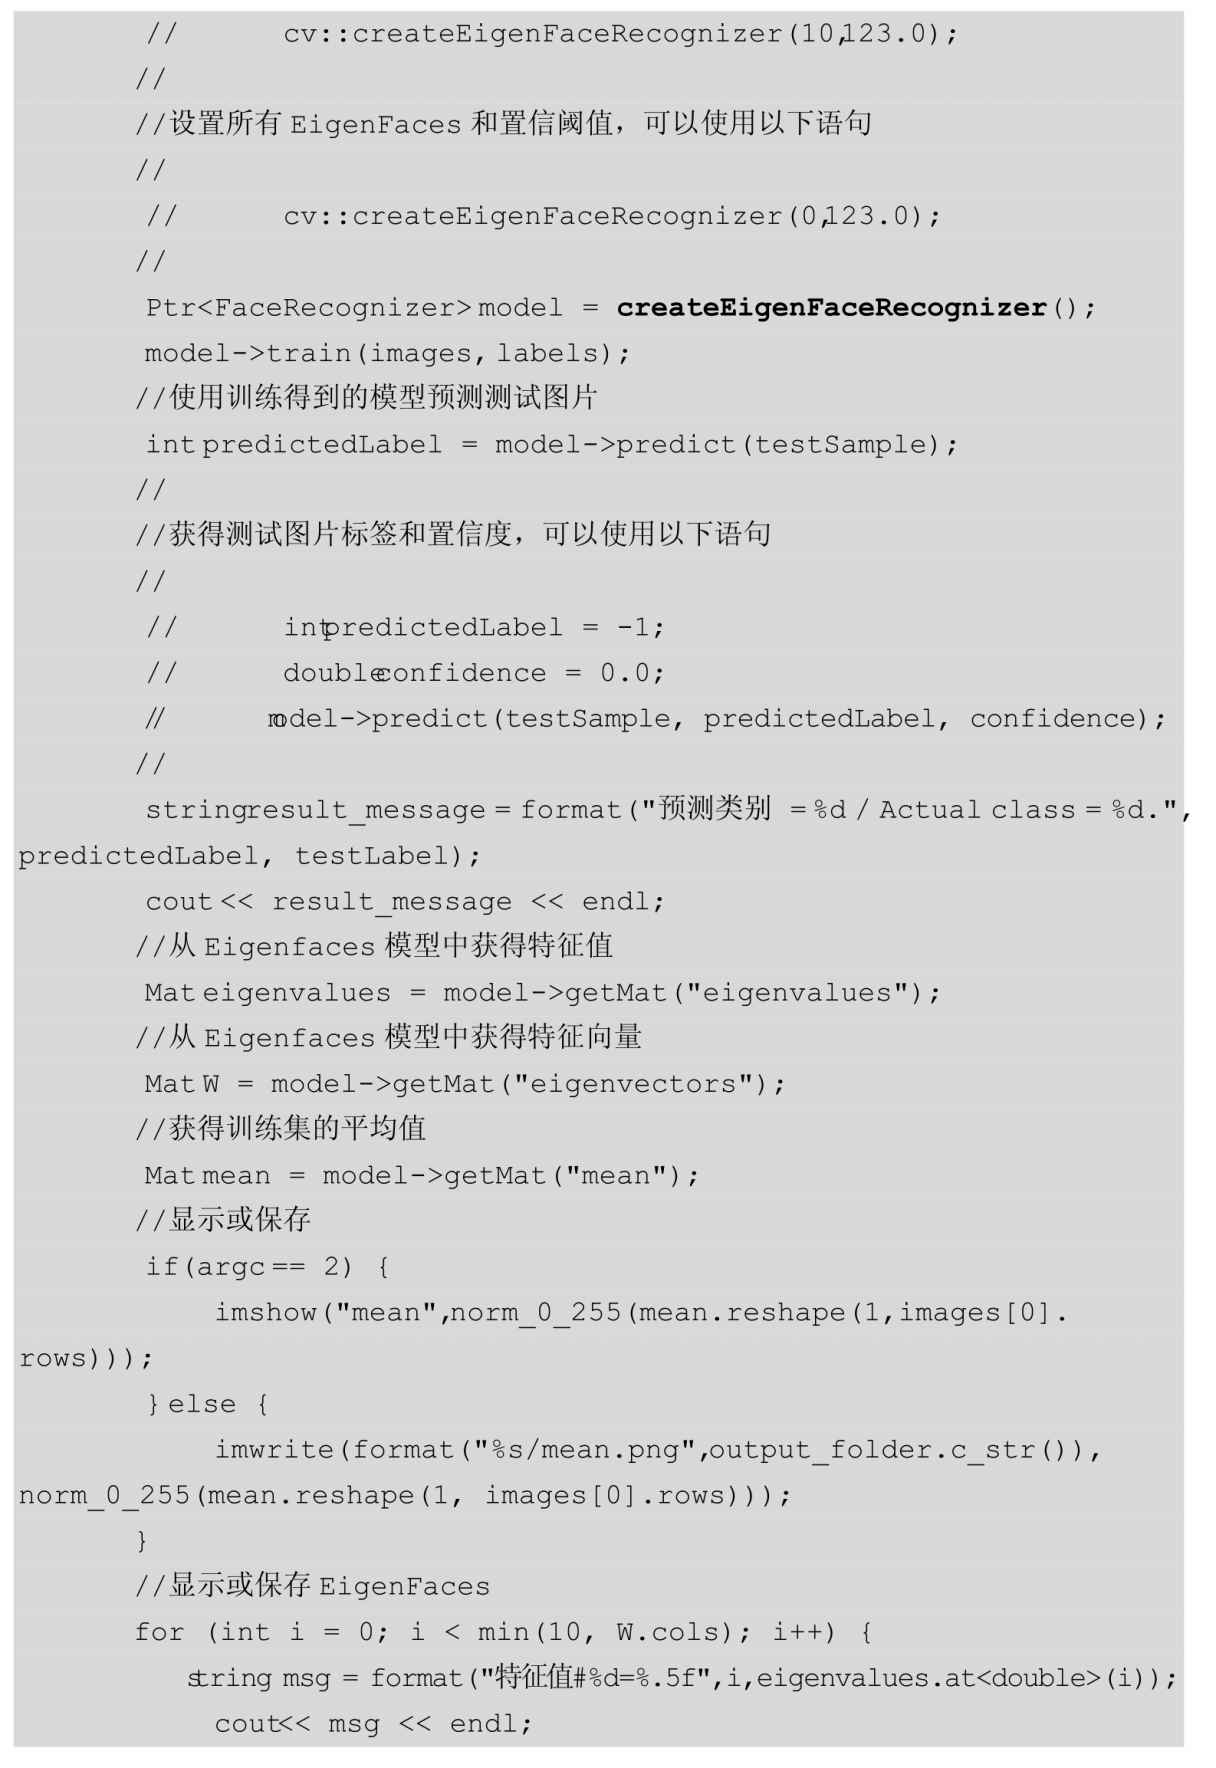 //      cv::createEigenFaceRecognizer(10,123.0);
//
//设置所有 EigenFaces 和置信阈值，可以使用以下语句
//
//      cv::createEigenFaceRecognizer(0,123.0);
//
Ptr<FaceRecognizer> model = createEigenFaceRecognizer();
model->train(images, labels);
//使用训练得到的模型预测测试图片
int predictedLabel = model->predict(testSample);
//
//获得测试图片标签和置信度，可以使用以下语句
//
//      int predictedLabel = -1;
//      double confidence = 0.0;
//      model->predict(testSample, predictedLabel, confidence);
//
string result_message = format("预测类别 = %d / Actual class = %d.",
predictedLabel, testLabel);
cout << result_message << endl;
//从 Eigenfaces 模型中获得特征值
Mat eigenvalues = model->getMat("eigenvalues");
//从 Eigenfaces 模型中获得特征向量
Mat W = model->getMat("eigenvectors");
//获得训练集的平均值
Mat mean = model->getMat("mean");
//显示或保存
if(argc == 2) {
imshow("mean",norm_0_255(mean.reshape(1,images[0].
rows)));
} else {
imwrite(format("%s/mean.png",output_folder.c_str()),
norm_0_255(mean.reshape(1, images[0].rows)));
}
//显示或保存 EigenFaces
for (int i = 0; i < min(10, W.cols); i++) {
string msg = format("特征值#%d=%.5f",i,eigenvalues.at<double>(i));
cout<< msg << endl;